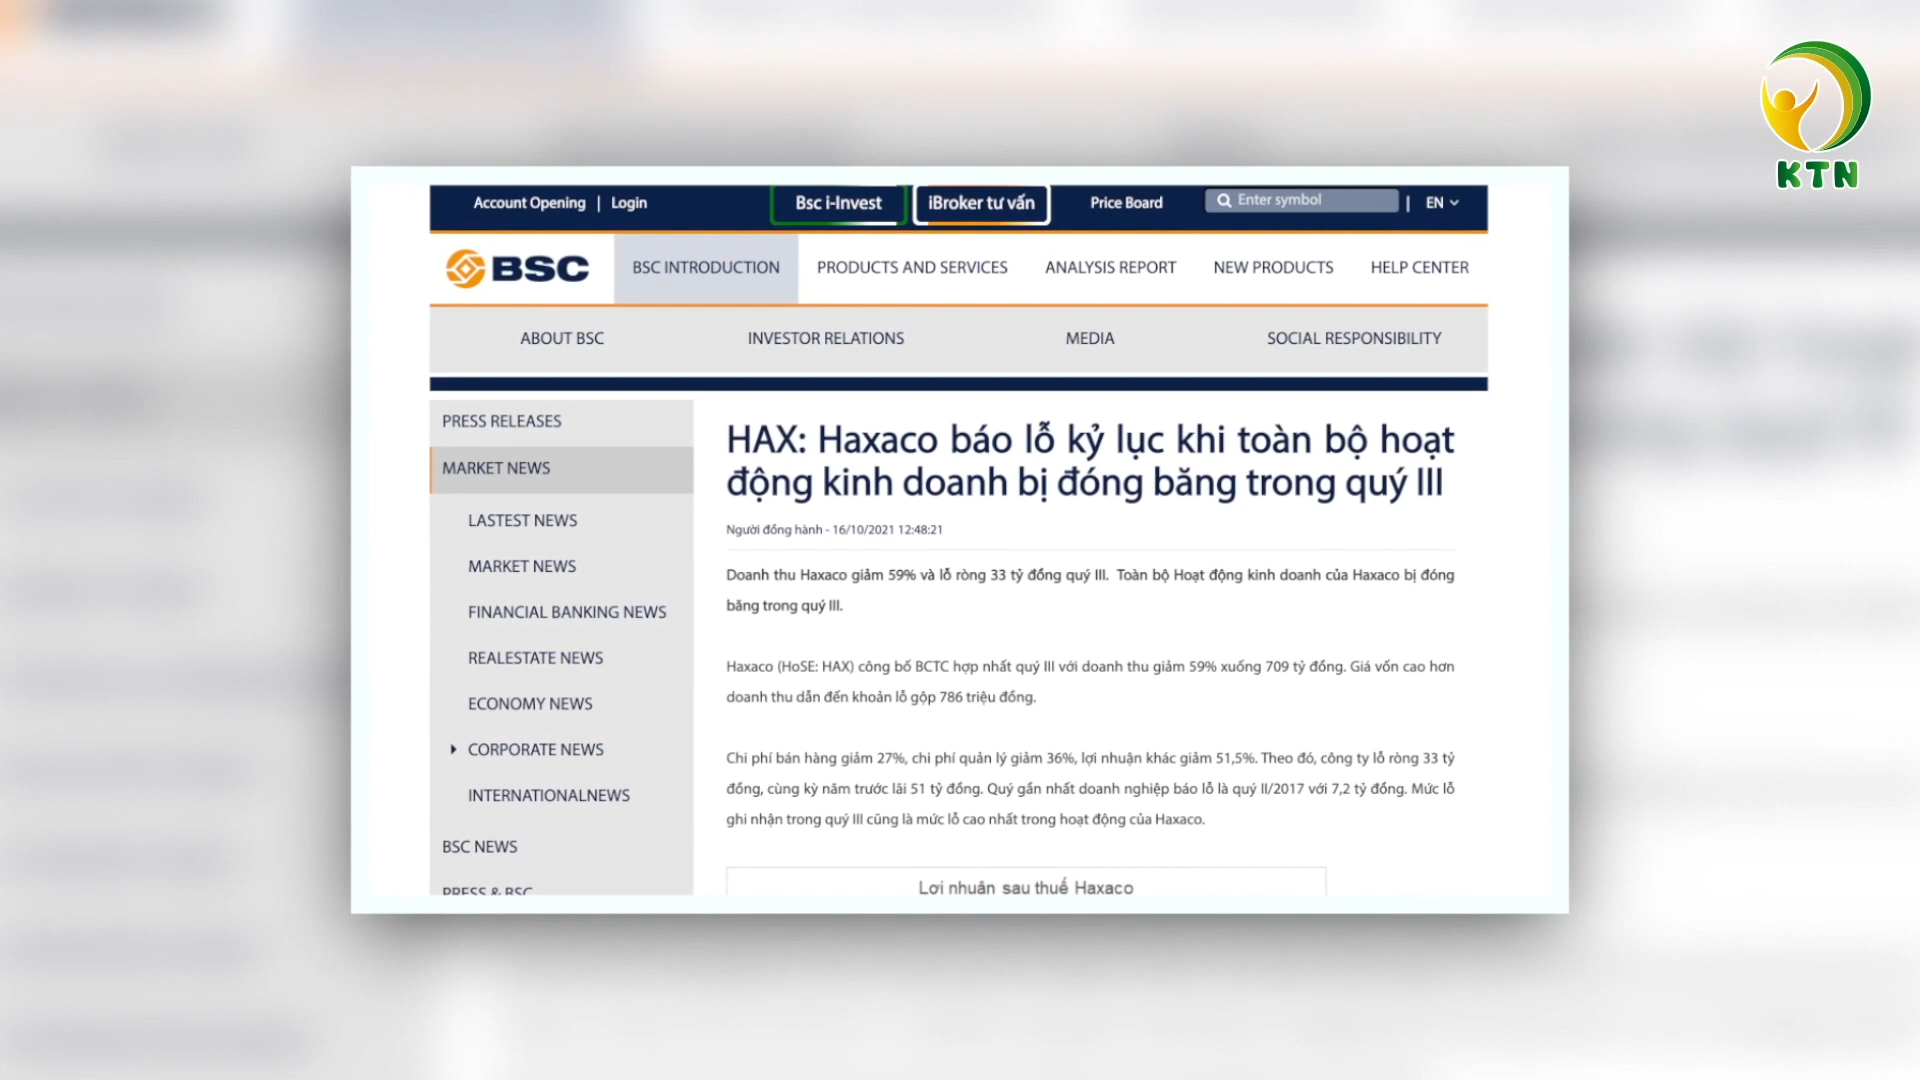 KTN
Account Opening | Login
Bsc i-Invest
iBroker tư vấn
Price Board
Enter symbol
| EN
BSC
BSC INTRODUCTION
PRODUCTS AND SERVICES
ANALYSIS REPORT
NEW PRODUCTS
HELP CENTER
ABOUT BSC
INVESTOR RELATIONS
MEDIA
SOCIAL RESPONSIBILITY
PRESS RELEASES
MARKET NEWS
LASTEST NEWS
MARKET NEWS
FINANCIAL BANKING NEWS
REALESTATE NEWS
ECONOMY NEWS
CORPORATE NEWS
INTERNATIONALNEWS
BSC NEWS
PRESS & BSC
HAX: Haxaco báo lỗ kỷ lục khi toàn bộ hoạt
động kinh doanh bị đóng băng trong quý III
Người đồng hành - 16/10/2021 12:48:21
Doanh thu Haxaco giảm 59% và lỗ ròng 33 tỷ đồng quý III. Toàn bộ Hoạt động kinh doanh của Haxaco bị đóng
băng trong quý III.
Haxaco (HoSE: HAX) công bố BCTC hợp nhất quý III với doanh thu giảm 59% xuống 709 tỷ đồng. Giá vốn cao hơn
doanh thu dẫn đến khoản lỗ gộp 786 triệu đồng.
Chi phí bán hàng giảm 27%, chi phí quản lý giảm 36%, lợi nhuận khác giảm 51,5%. Theo đó, công ty lỗ ròng 33 tỷ
đồng, cùng kỳ năm trước lãi 51 tỷ đồng. Quý gần nhất doanh nghiệp báo lỗ là quý II/2017 với 7,2 tỷ đồng. Mức lỗ
ghi nhận trong quý III cũng là mức lỗ cao nhất trong hoạt động của Haxaco.
Lợi nhuận sau thuế Haxaco